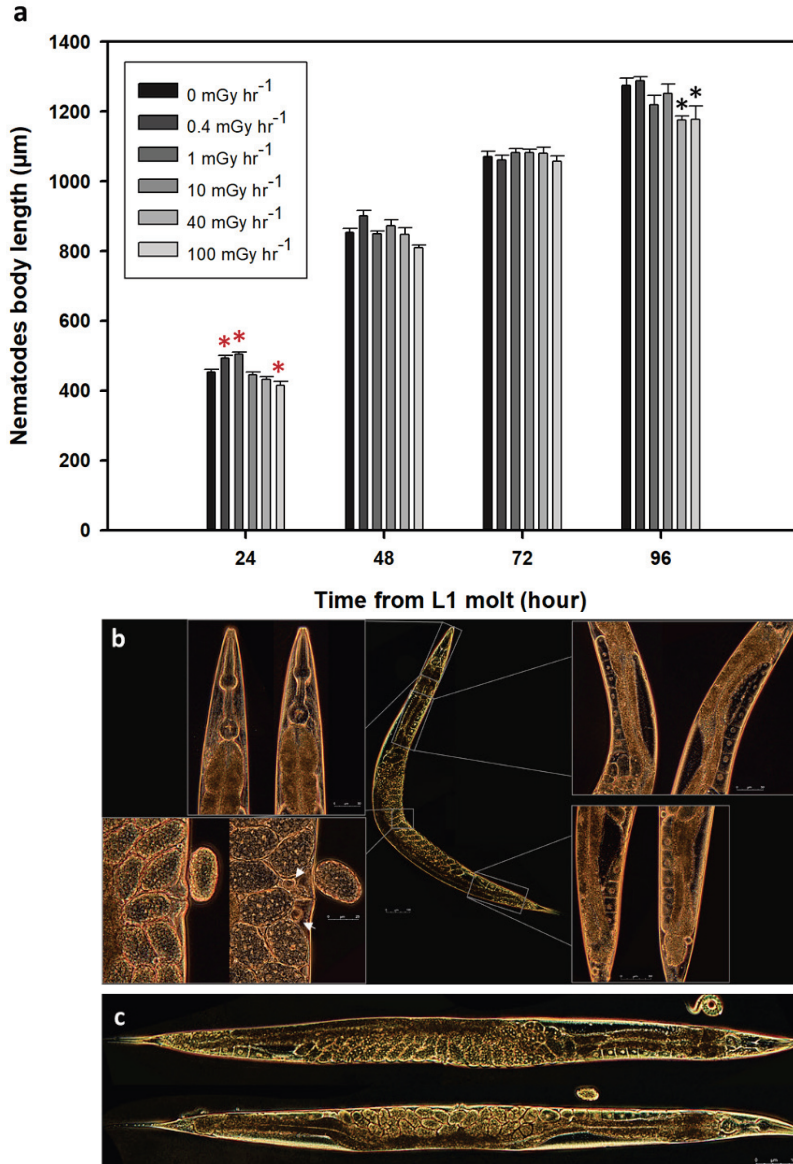 a
1400
1200
1000
800
600
400
200
0
Nematodes body length (µm)
0 mGy hr-1
0.4 mGy hr-1
1 mGy hr-1
10 mGy hr-1
40 mGy hr-1
100 mGy hr-1
* * *
* *
24 48 72 96
Time from L1 molt (hour)
b
c